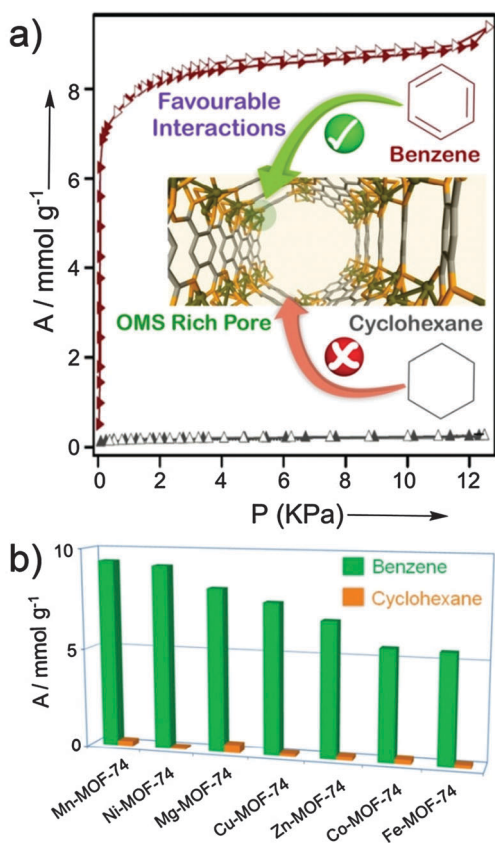 a)
A / mmol g⁻¹
8
6
4
2
0
Favourable
Interactions
Benzene
OMS Rich Pore
Cyclohexane
0 2 4 6 8 10 12
P (KPa)
b)
A / mmol g⁻¹
10
5
0
Benzene
Cyclohexane
Mn-MOF-74
Ni-MOF-74
Mg-MOF-74
Cu-MOF-74
Zn-MOF-74
Co-MOF-74
Fe-MOF-74